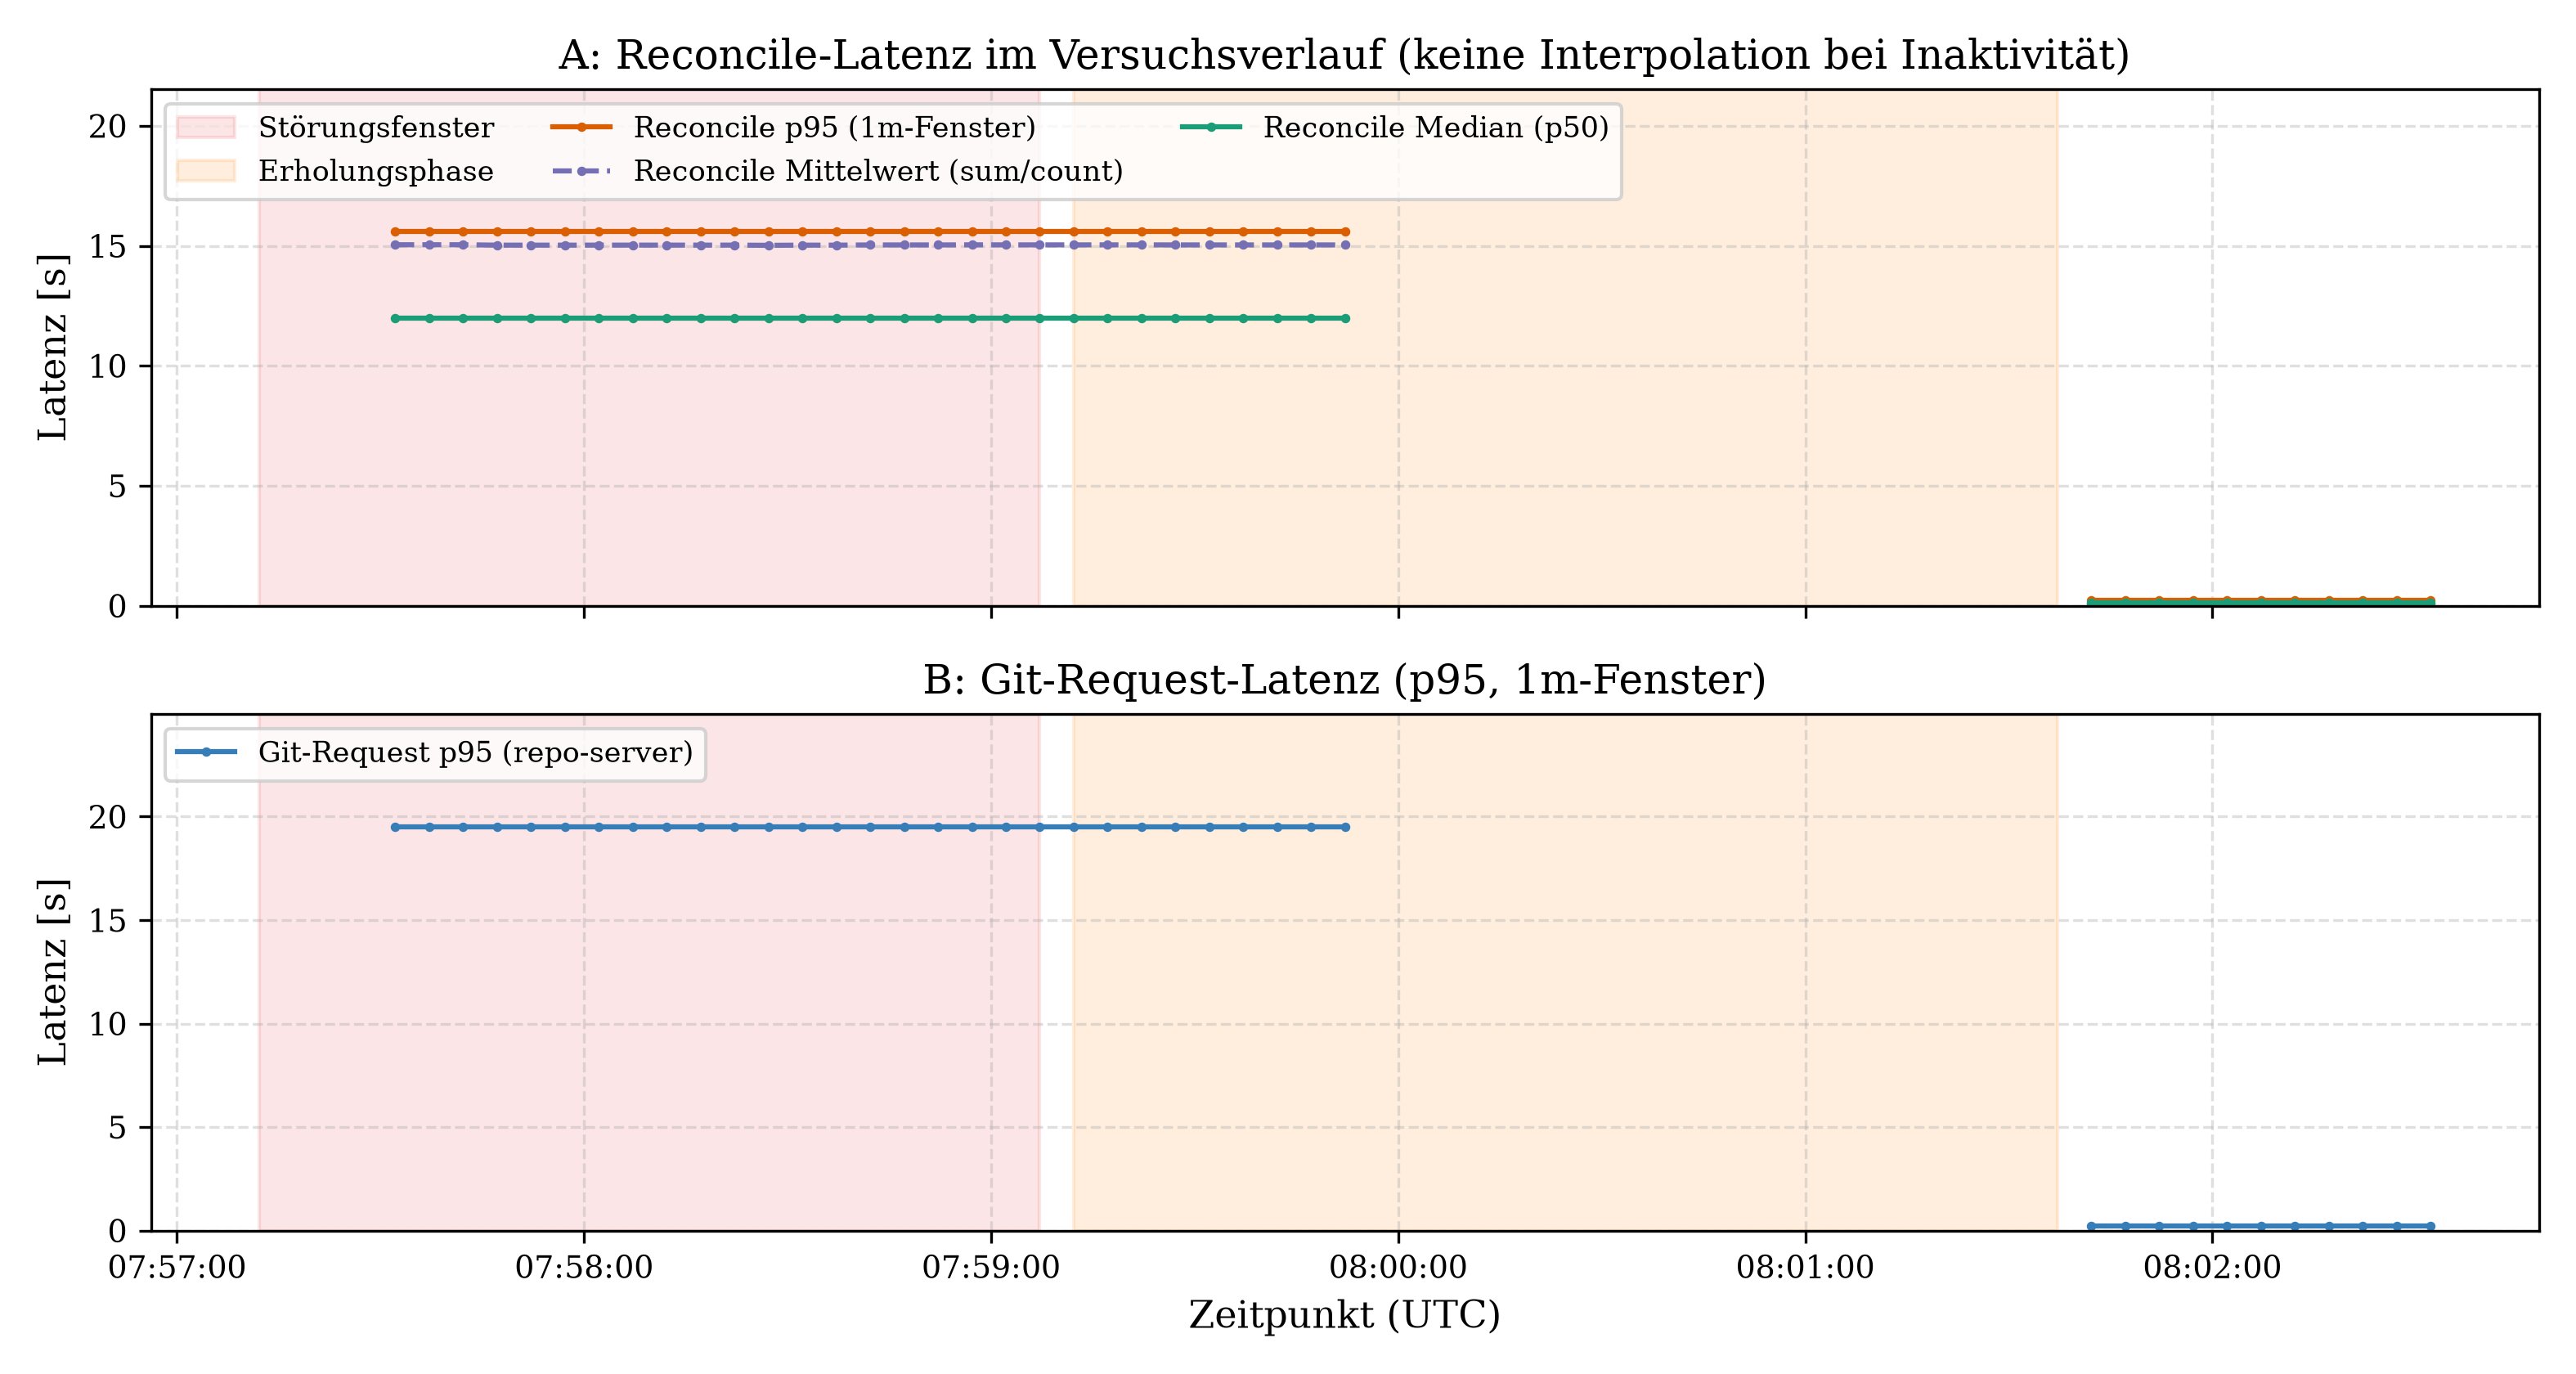 A: Reconcile-Latenz im Versuchsverlauf (keine Interpolation bei Inaktivität)
Störungsfenster
Erholungsphase
Reconcile p95 (1m-Fenster)
Reconcile Mittelwert (sum/count)
Reconcile Median (p50)
Latenz [s]
20
15
10
5
0
B: Git-Request-Latenz (p95, 1m-Fenster)
Git-Request p95 (repo-server)
Latenz [s]
20
15
10
5
0
07:57:00 07:58:00 07:59:00 08:00:00 08:01:00 08:02:00
Zeitpunkt (UTC)